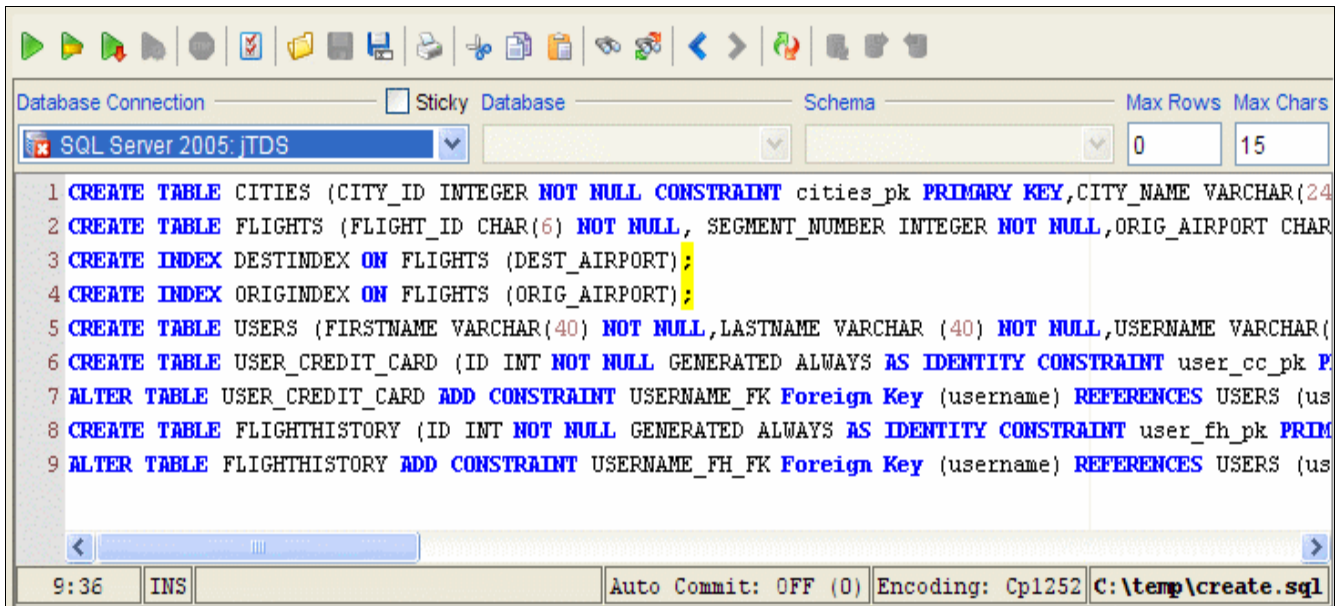 Database Connection Sticky Database Schema Max Rows Max Chars
SQL Server 2005: jTDS 0 15
1 CREATE TABLE CITIES (CITY_ID INTEGER NOT NULL CONSTRAINT cities_pk PRIMARY KEY,CITY_NAME VARCHAR(24
2 CREATE TABLE FLIGHTS (FLIGHT_ID CHAR(6) NOT NULL, SEGMENT_NUMBER INTEGER NOT NULL,ORIG_AIRPORT CHAR
3 CREATE INDEX DESTINDEX ON FLIGHTS (DEST_AIRPORT);
4 CREATE INDEX ORIGINDEX ON FLIGHTS (ORIG_AIRPORT);
5 CREATE TABLE USERS (FIRSTNAME VARCHAR(40) NOT NULL,LASTNAME VARCHAR (40) NOT NULL,USERNAME VARCHAR(
6 CREATE TABLE USER_CREDIT_CARD (ID INT NOT NULL GENERATED ALWAYS AS IDENTITY CONSTRAINT user_cc_pk P
7 ALTER TABLE USER_CREDIT_CARD ADD CONSTRAINT USERNAME_FK Foreign Key (username) REFERENCES USERS (us
8 CREATE TABLE FLIGHTHISTORY (ID INT NOT NULL GENERATED ALWAYS AS IDENTITY CONSTRAINT user_fh_pk PRIM
9 ALTER TABLE FLIGHTHISTORY ADD CONSTRAINT USERNAME_FH_FK Foreign Key (username) REFERENCES USERS (us
9:36 INS Auto Commit: OFF (0) Encoding: Cp1252 C:\temp\create.sql